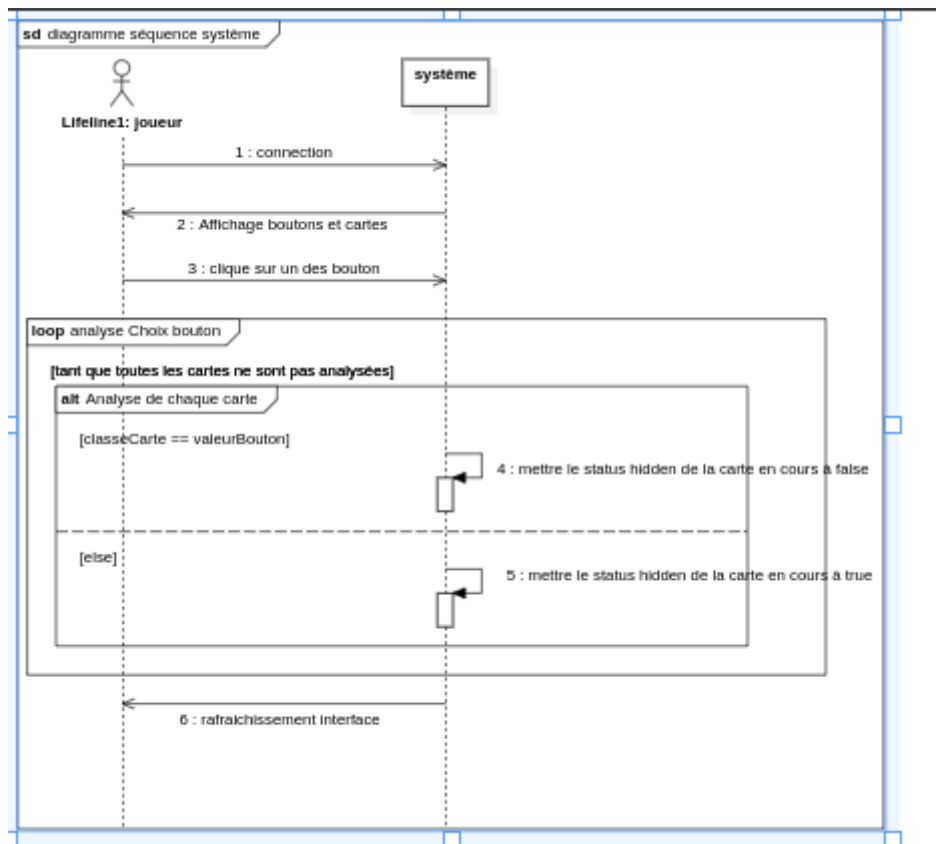 sd diagramme séquence système
système
Lifeline1: joueur
1 : connection
2 : Affichage boutons et cartes
3 : clique sur un des bouton
loop analyse Choix bouton
[tant que toutes les cartes ne sont pas analysées]
alt Analyse de chaque carte
[classeCarte == valeurBouton]
4 : mettre le status hidden de la carte en cours à false
[else]
5 : mettre le status hidden de la carte en cours à true
6 : rafraichissement interface